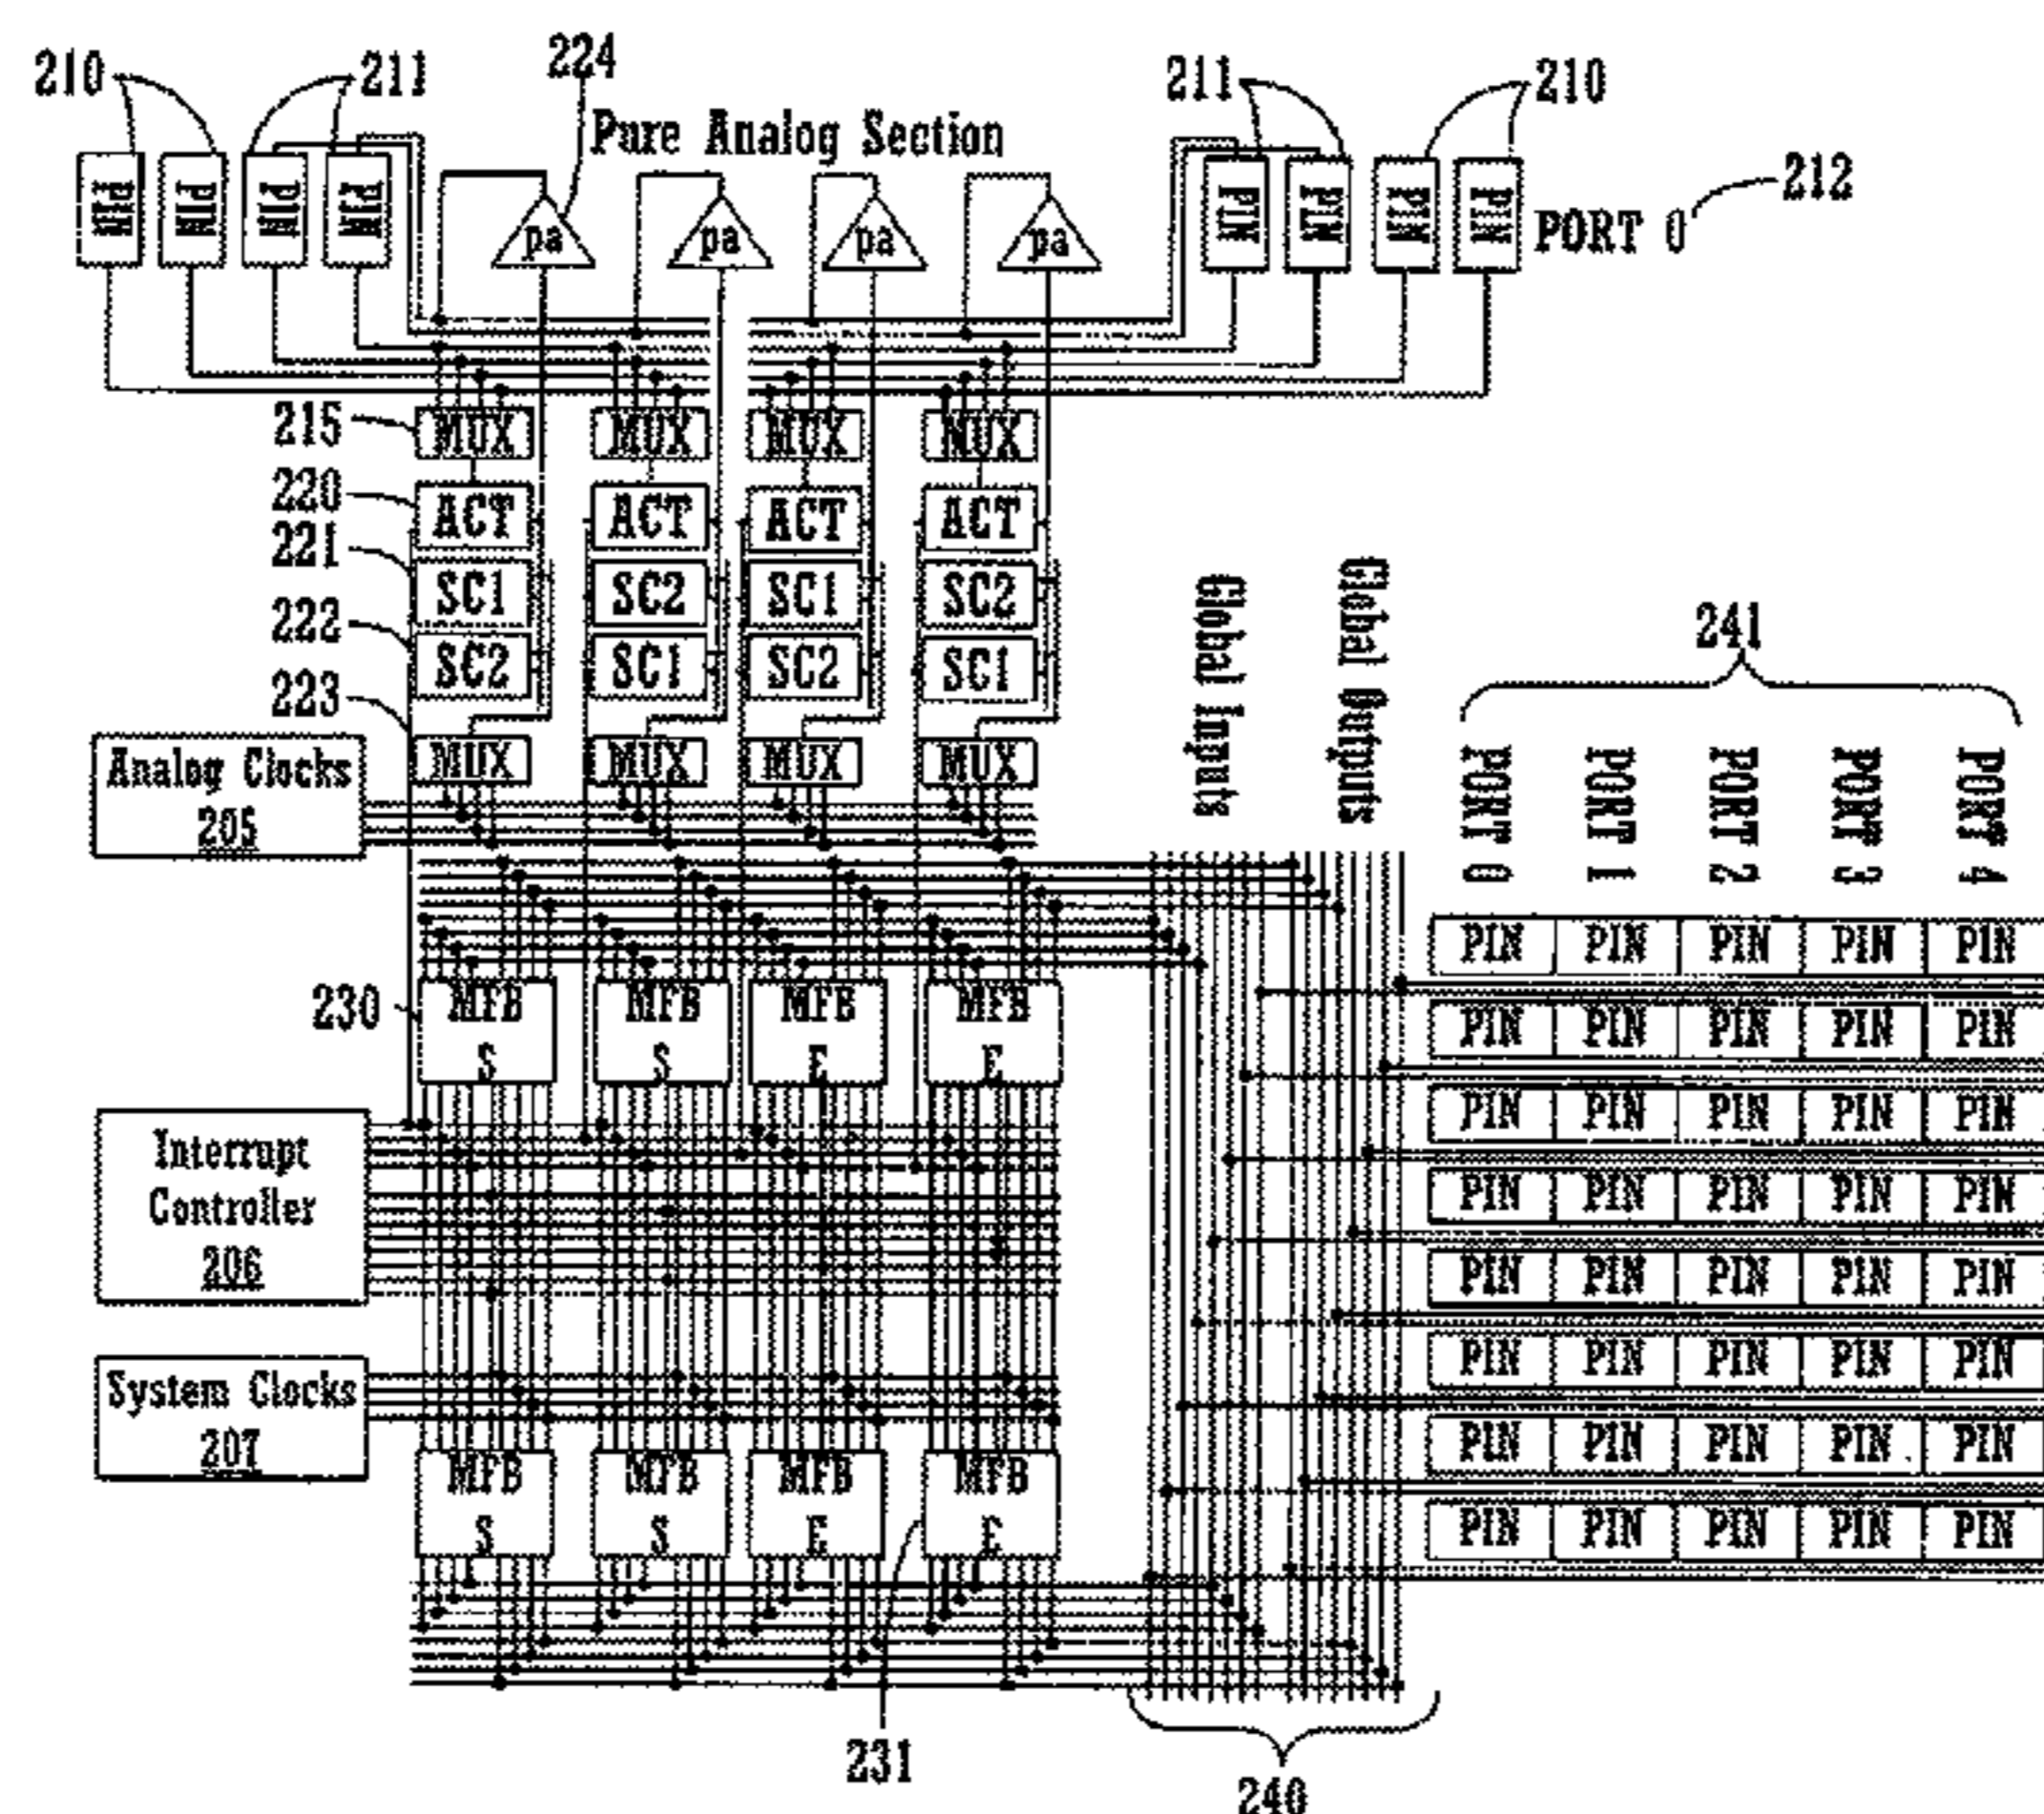 210
211
224
Pure Analog Section
211
210
PIN PIN PIN PIN
pa pa pa pa
PIN PIN PIN PIN
PORT 0
212
215
MUX MUX MUX MUX
220
ACT ACT ACT ACT
221
SC1 SC2 SC1 SC2
222
SC2 SC1 SC2 SC1
223
MUX MUX MUX MUX
Analog Clocks
205
Global Inputs
Global Outputs
241
PORT 0 PORT 1 PORT 2 PORT 3 PORT 4
PIN PIN PIN PIN PIN
230
MFB MFB MFB MFB
S S E E
PIN PIN PIN PIN PIN
PIN PIN PIN PIN PIN
Interrupt
Controller
206
PIN PIN PIN PIN PIN
PIN PIN PIN PIN PIN
System Clocks
207
PIN PIN PIN PIN PIN
PIN PIN PIN PIN PIN
MFB MFB MFB MFB
S S E E
PIN PIN PIN PIN PIN
231
240